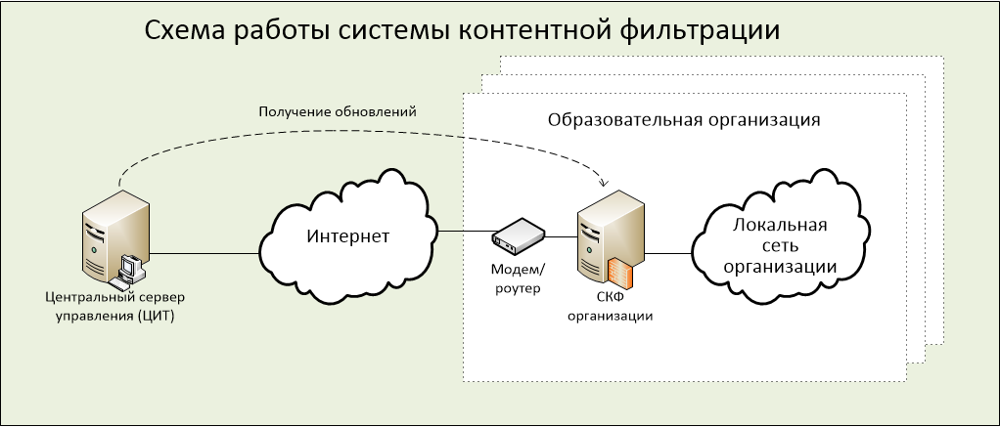 Схема работы системы контентной фильтрации
Получение обновлений
Образовательная организация
Интернет
Локальная
сеть
организации
Модем/
роутер
Центральный сервер
управления (ЦИТ)
СКФ
организации